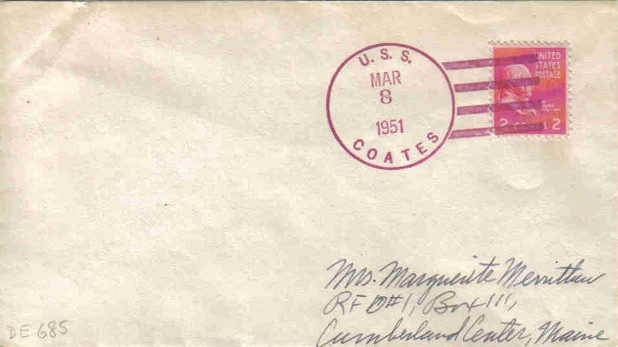 U. S. S.
MAR
8
1951
COATES
UNITED
STATES
POSTAGE
2 2
Mrs. Marguerite
RFD#1, Box 111,
Cumberland Center, Maine
DE 685